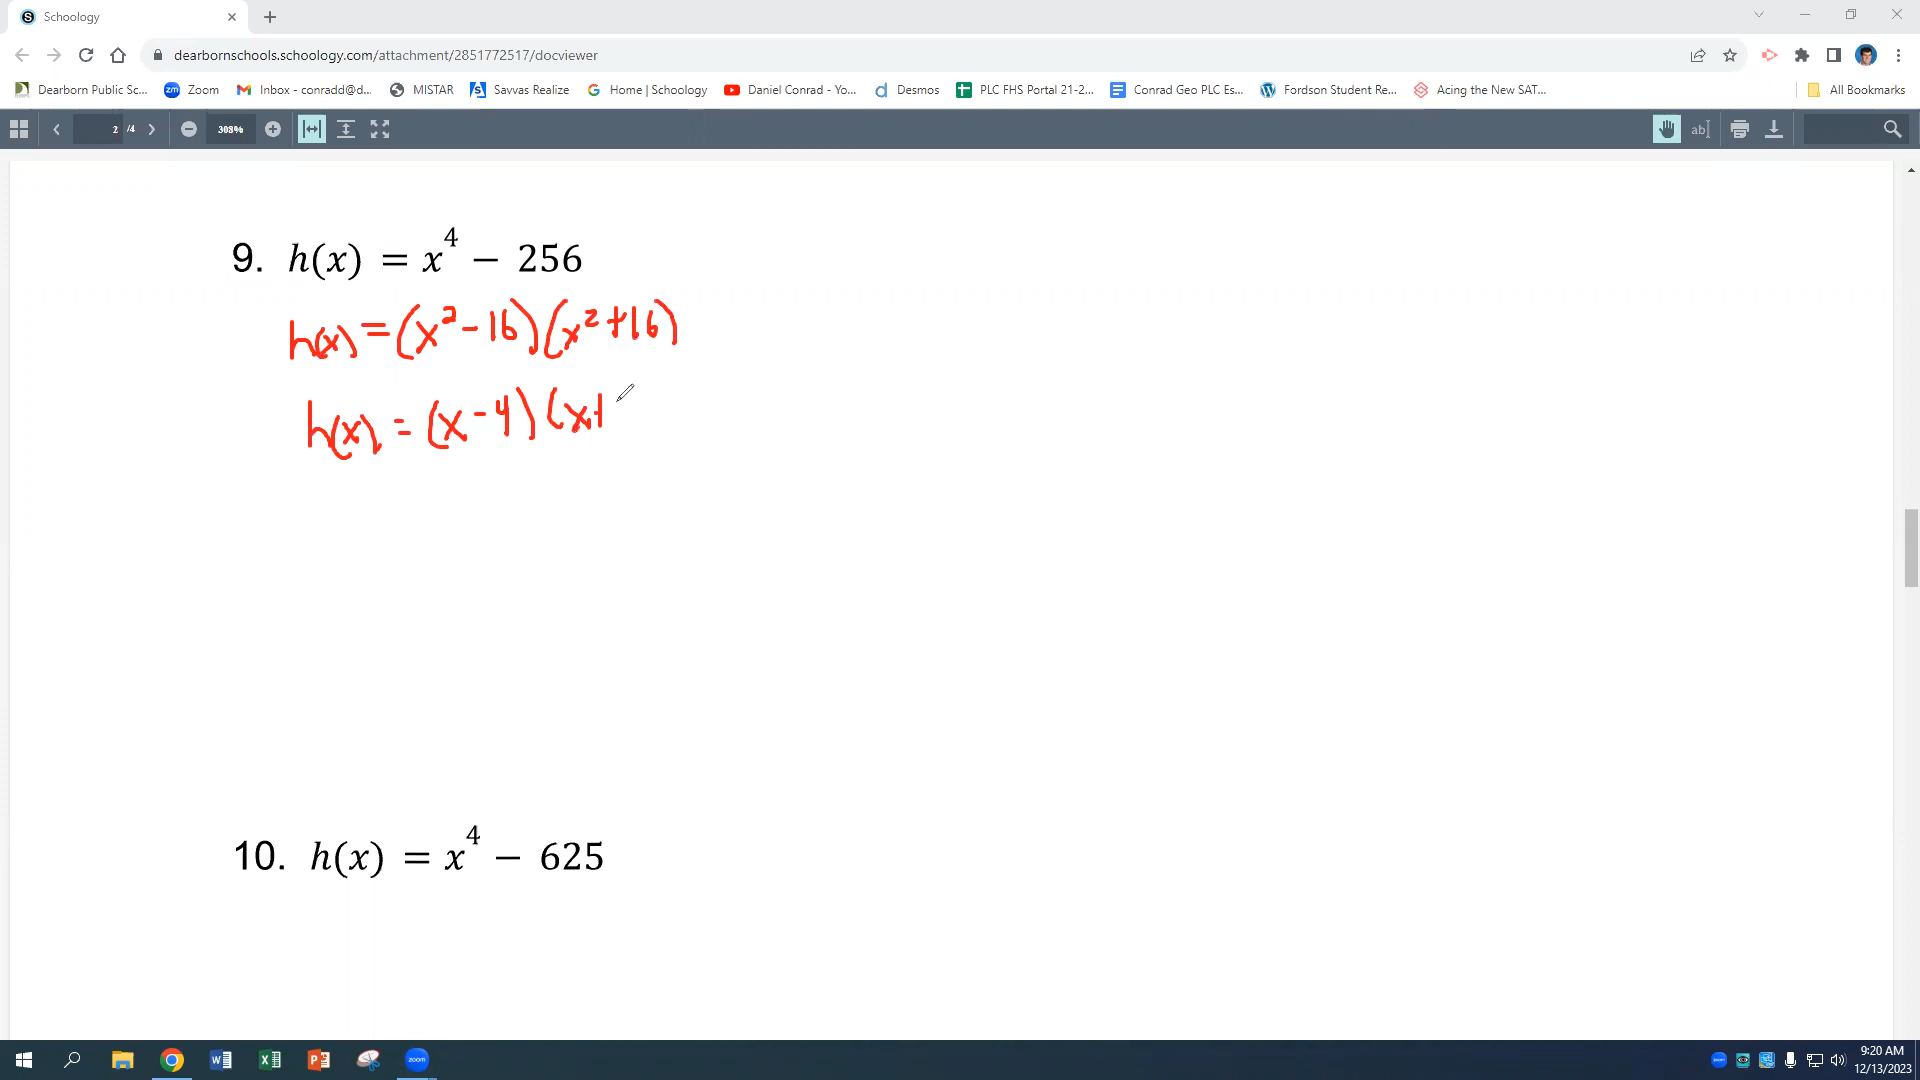 Schoology
dearbornschools.schoology.com/attachment/2851772517/docviewer
Dearborn Public Sc... Zoom Inbox - conradd@d... MISTAR Savvas Realize Home | Schoology Daniel Conrad - Yo... Desmos PLC FHS Portal 21-2... Conrad Geo PLC Es... Fordson Student Re... Acing the New SAT... All Bookmarks
2 /4 308% ab
9. h(x) = x⁴ − 256
h(x) = (x² − 16)(x² + 16)
h(x) = (x − 4)(x+
10. h(x) = x⁴ − 625
zoom 9:20 AM
12/13/2023